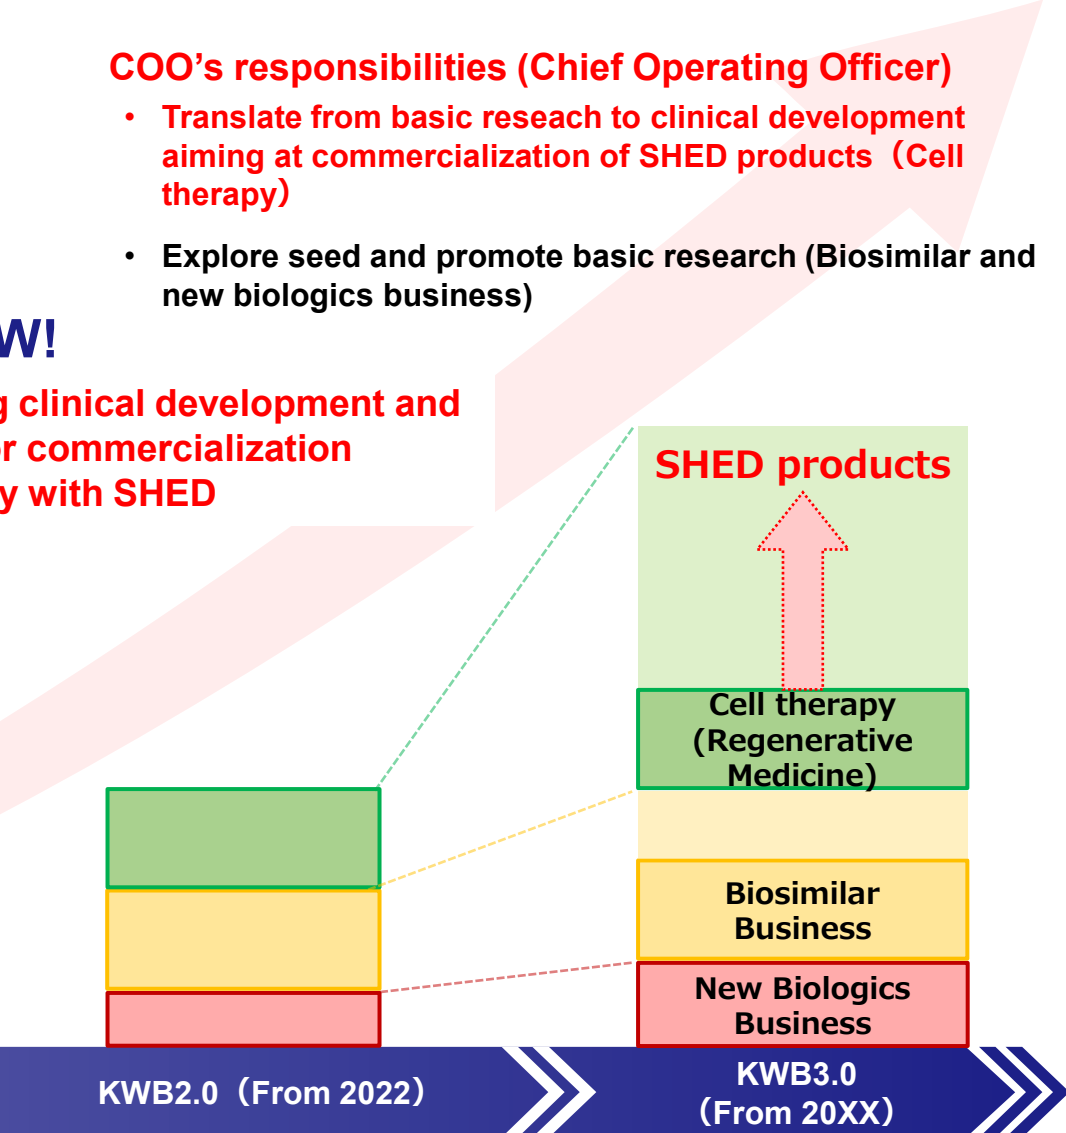 COO’s responsibilities (Chief Operating Officer)
• Translate from basic reseach to clinical development
aiming at commercialization of SHED products（Cell
therapy）
• Explore seed and promote basic research (Biosimilar and
new biologics business)
W!
g clinical development and
r commercialization
y with SHED
SHED products
Cell therapy
(Regenerative
Medicine)
Biosimilar
Business
New Biologics
Business
KWB2.0（From 2022）
KWB3.0
（From 20XX）